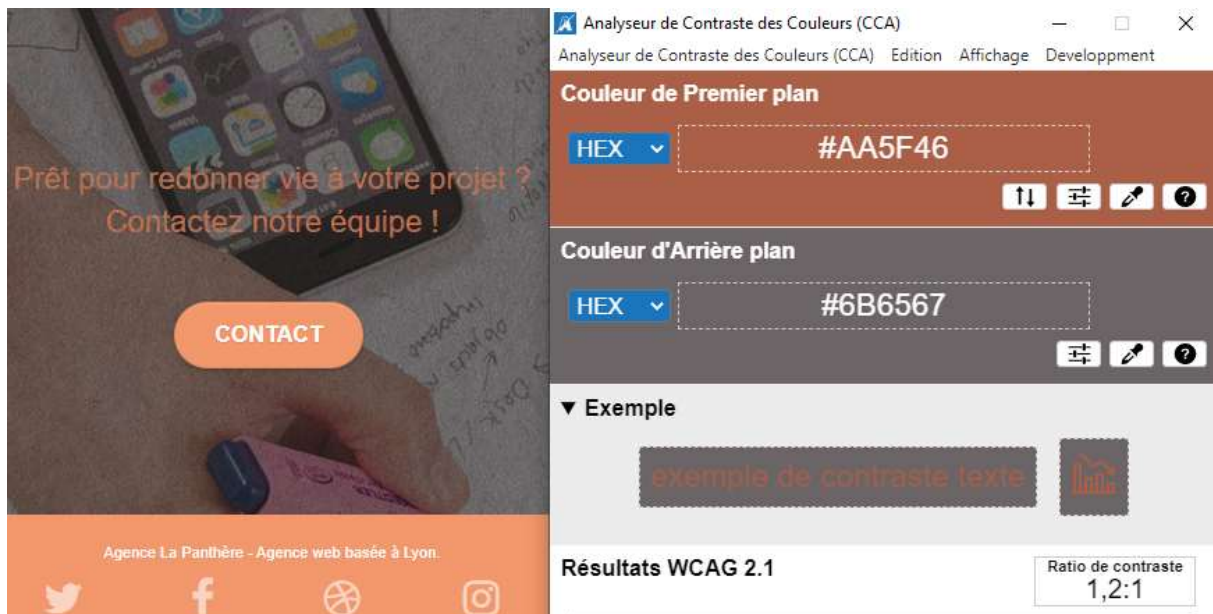 Prêt pour redonner vie à votre projet ?
Contactez notre équipe !
CONTACT
Agence La Panthère - Agence web basée à Lyon.
Analyseur de Contraste des Couleurs (CCA)
Analyseur de Contraste des Couleurs (CCA) Edition Affichage Developpment
Couleur de Premier plan
HEX
#AA5F46
Couleur d'Arrière plan
HEX
#6B6567
▼ Exemple
exemple de contraste texte
Résultats WCAG 2.1
Ratio de contraste
1,2:1